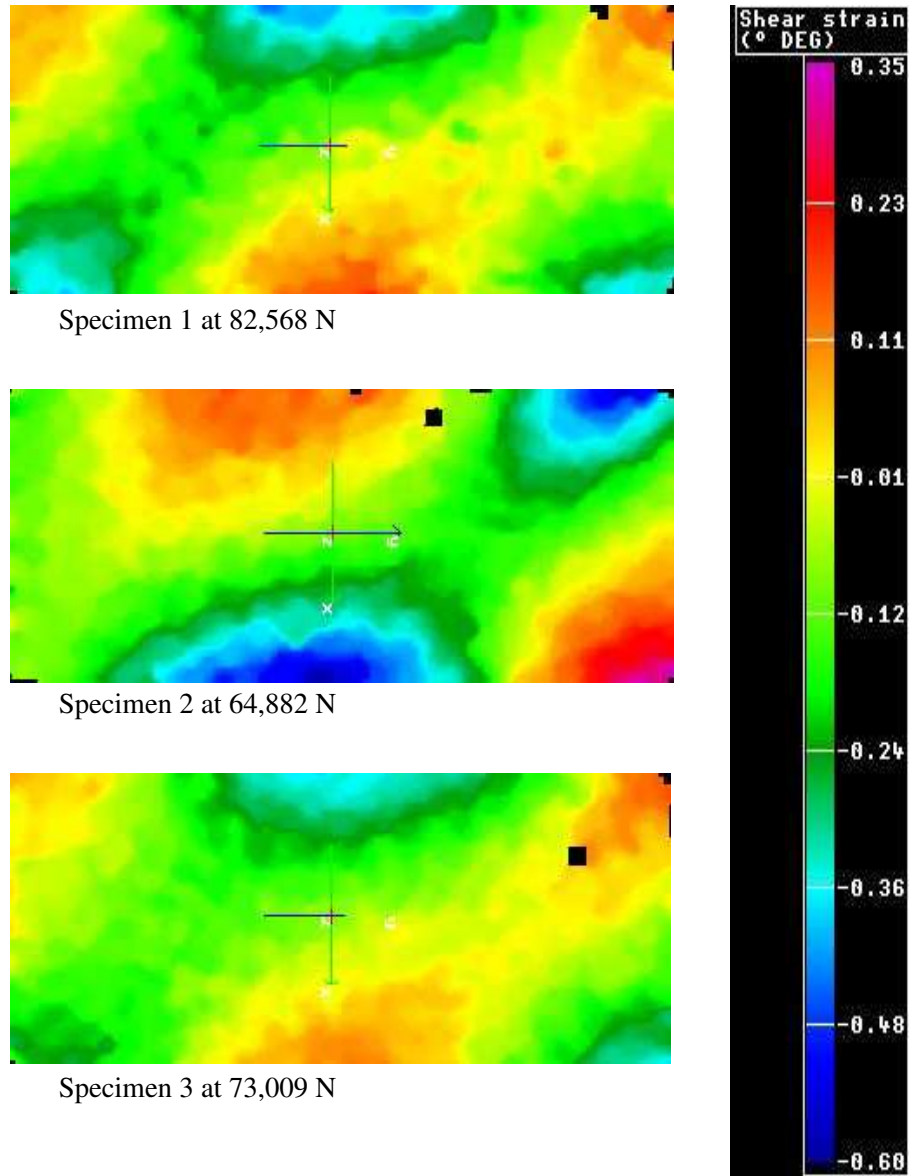 Shear strain
(° DEG)
0.35
0.23
0.11
-0.01
-0.12
-0.24
-0.36
-0.48
-0.60
Specimen 1 at 82,568 N
Specimen 2 at 64,882 N
Specimen 3 at 73,009 N